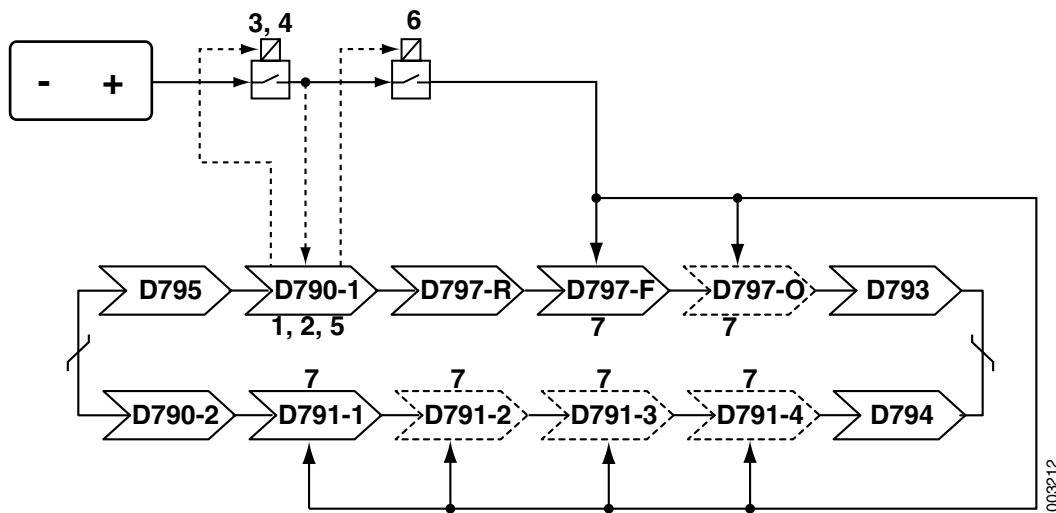 3, 4
6
- +
D795
D790-1
D797-R
D797-F
D797-O
D793
1, 2, 5
7
7
7
7
7
7
D790-2
D791-1
D791-2
D791-3
D791-4
D794
003212